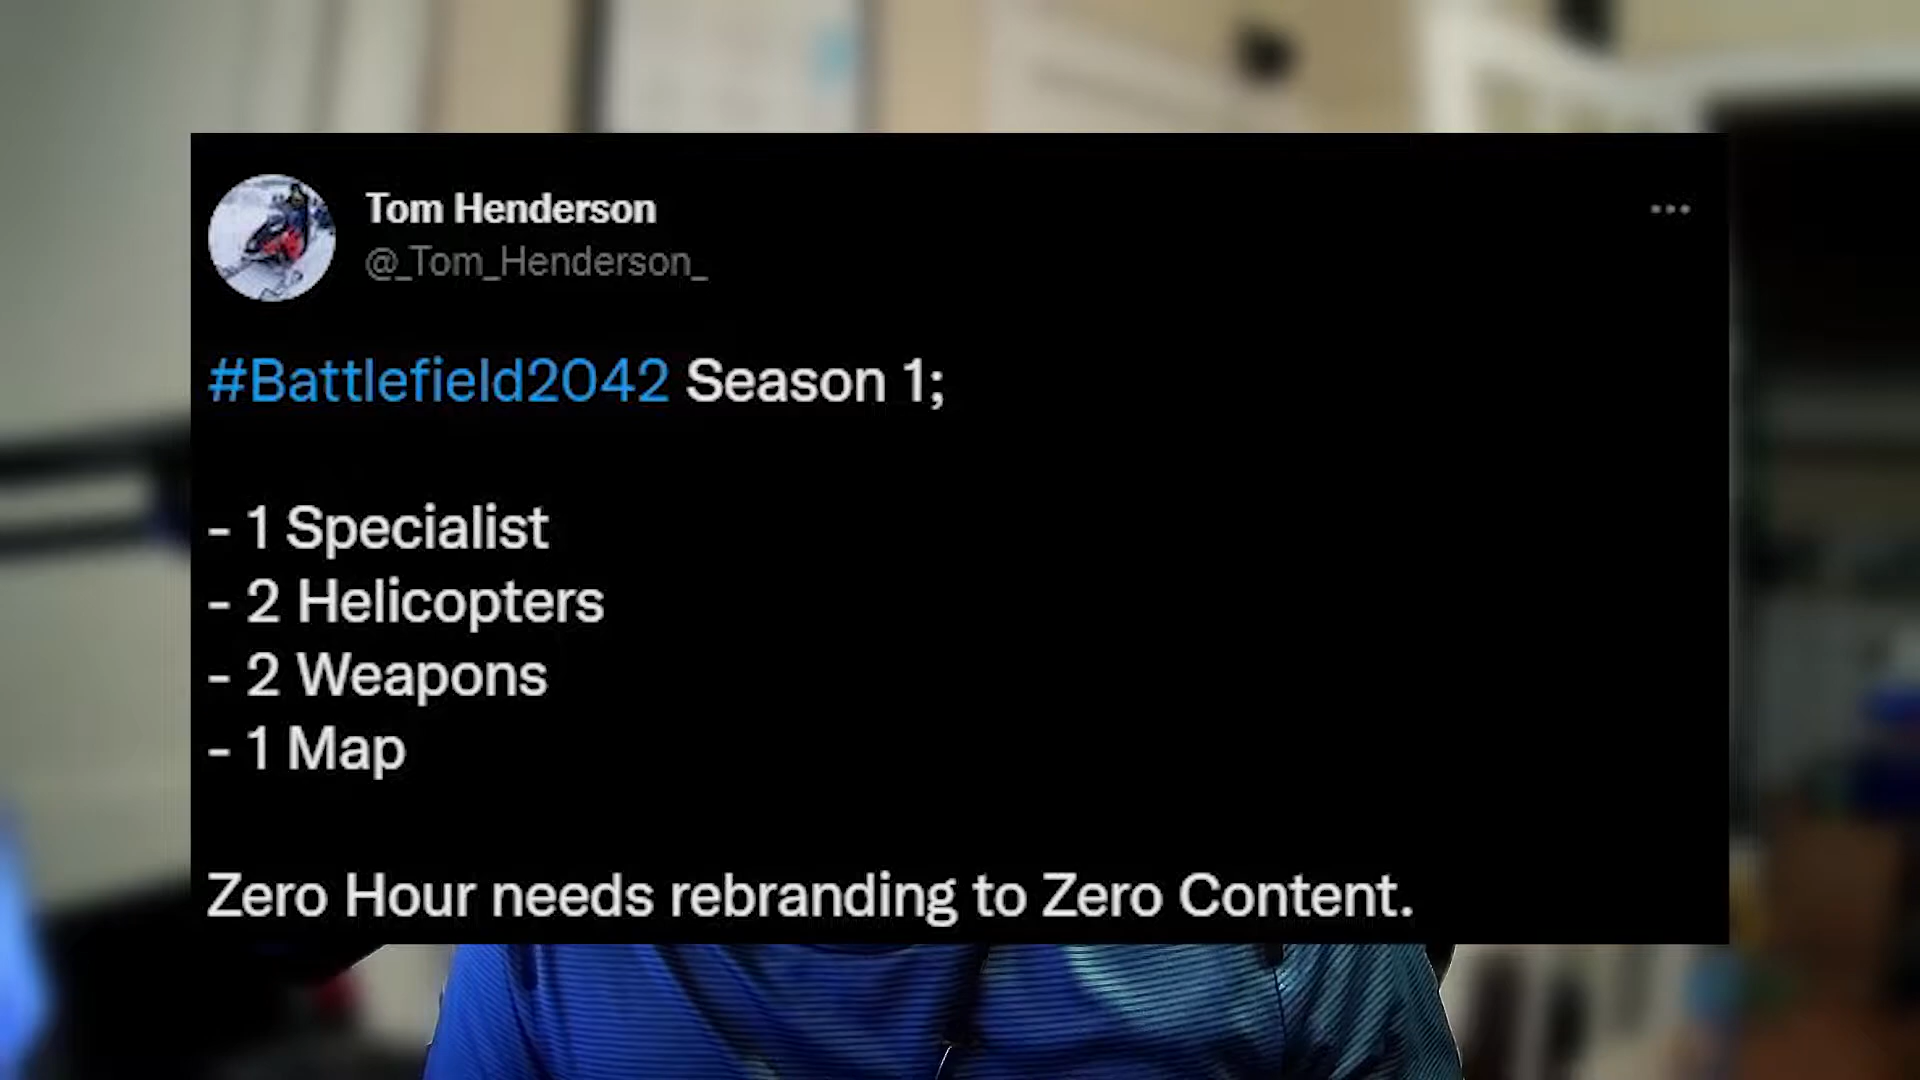 Tom Henderson
@_Tom_Henderson_
#Battlefield2042 Season 1;
- 1 Specialist
- 2 Helicopters
- 2 Weapons
- 1 Map
Zero Hour needs rebranding to Zero Content.